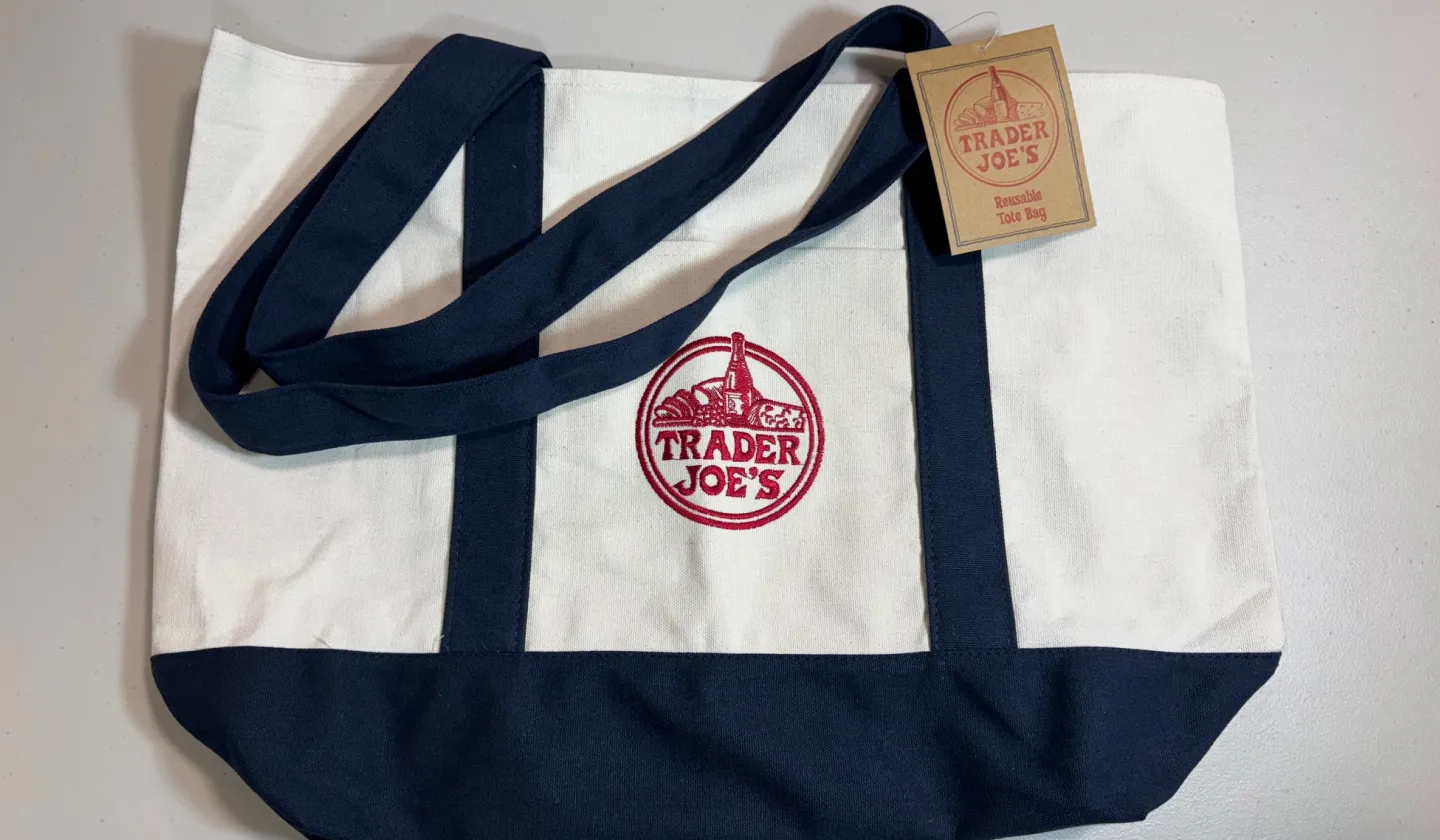 TRADER
JOE'S
Reusable
Tote Bag
TRADER
JOE'S